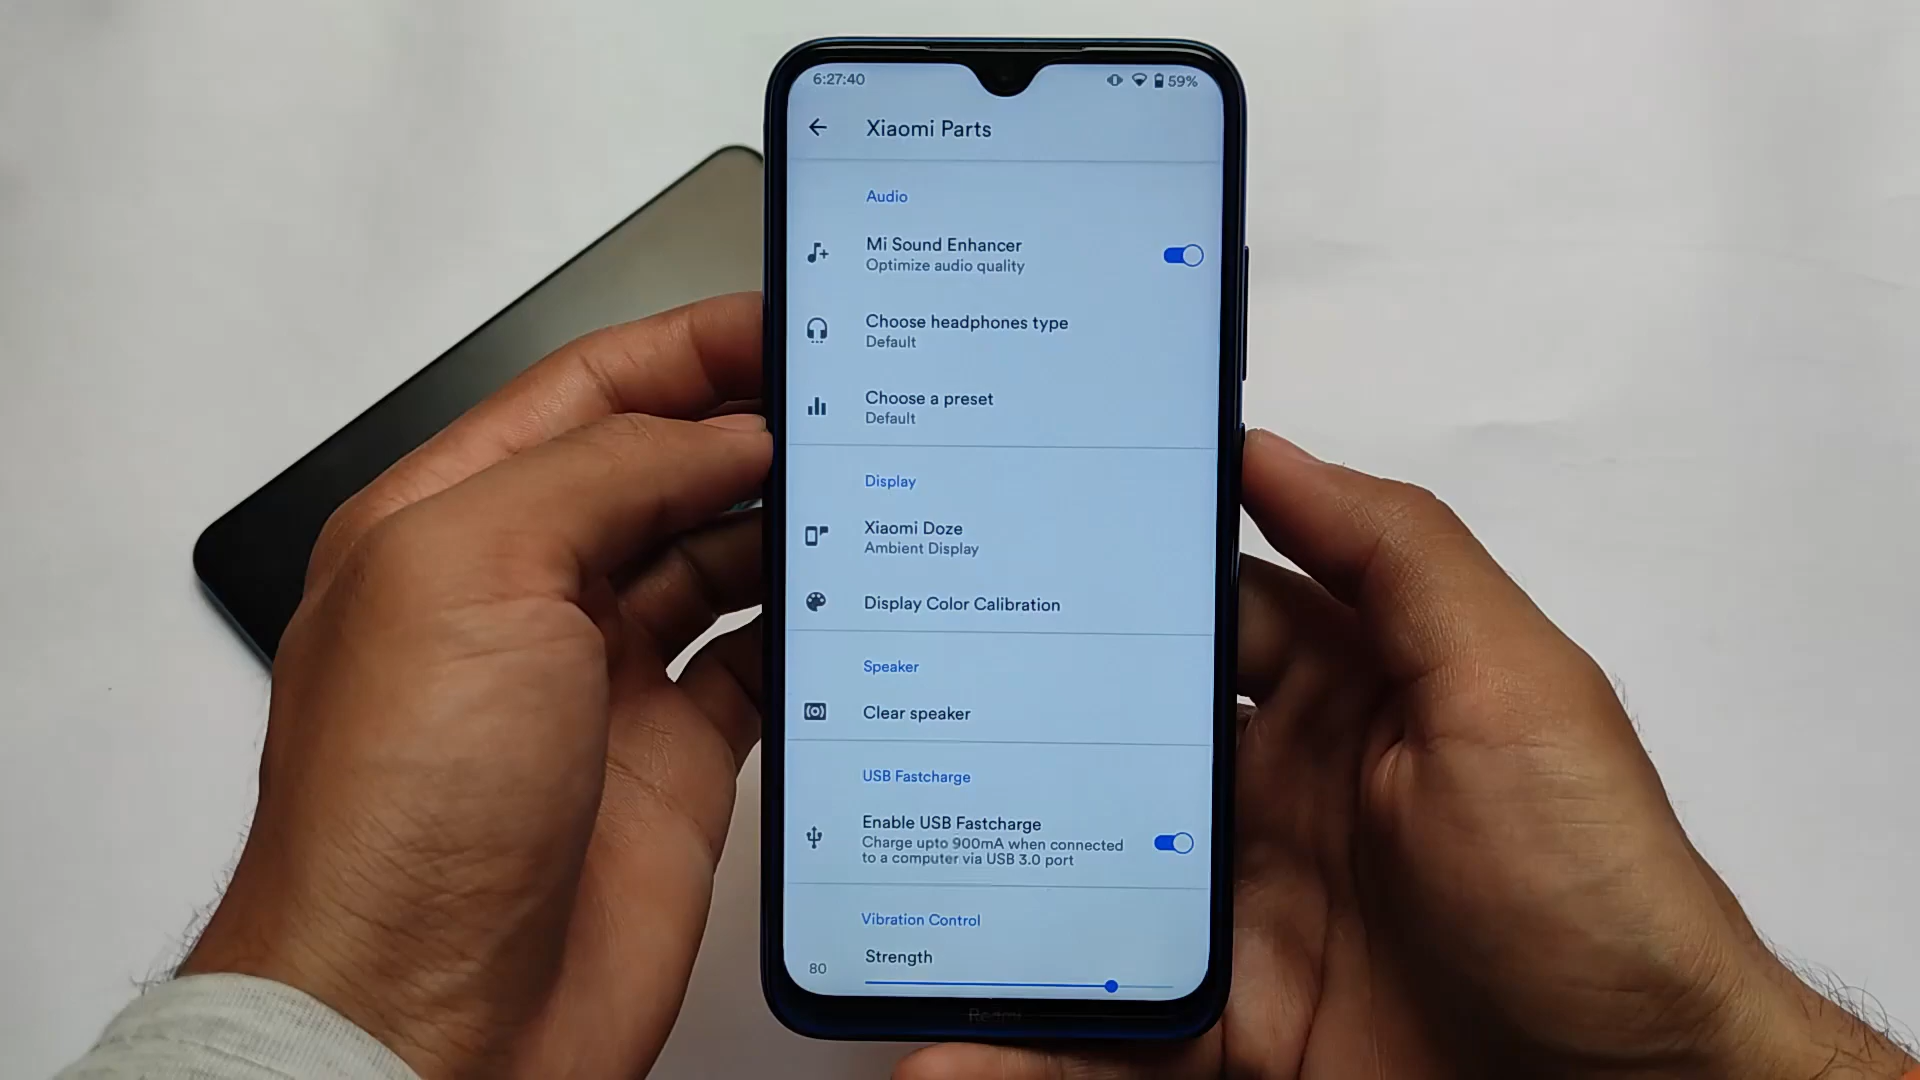 6:27:40
59%
Xiaomi Parts
Audio
Mi Sound Enhancer
Optimize audio quality
Choose headphones type
Default
Choose a preset
Default
Display
Xiaomi Doze
Ambient Display
Display Color Calibration
Speaker
Clear speaker
USB Fastcharge
Enable USB Fastcharge
Charge upto 900mA when connected
to a computer via USB 3.0 port
Vibration Control
Strength
80
Redmi